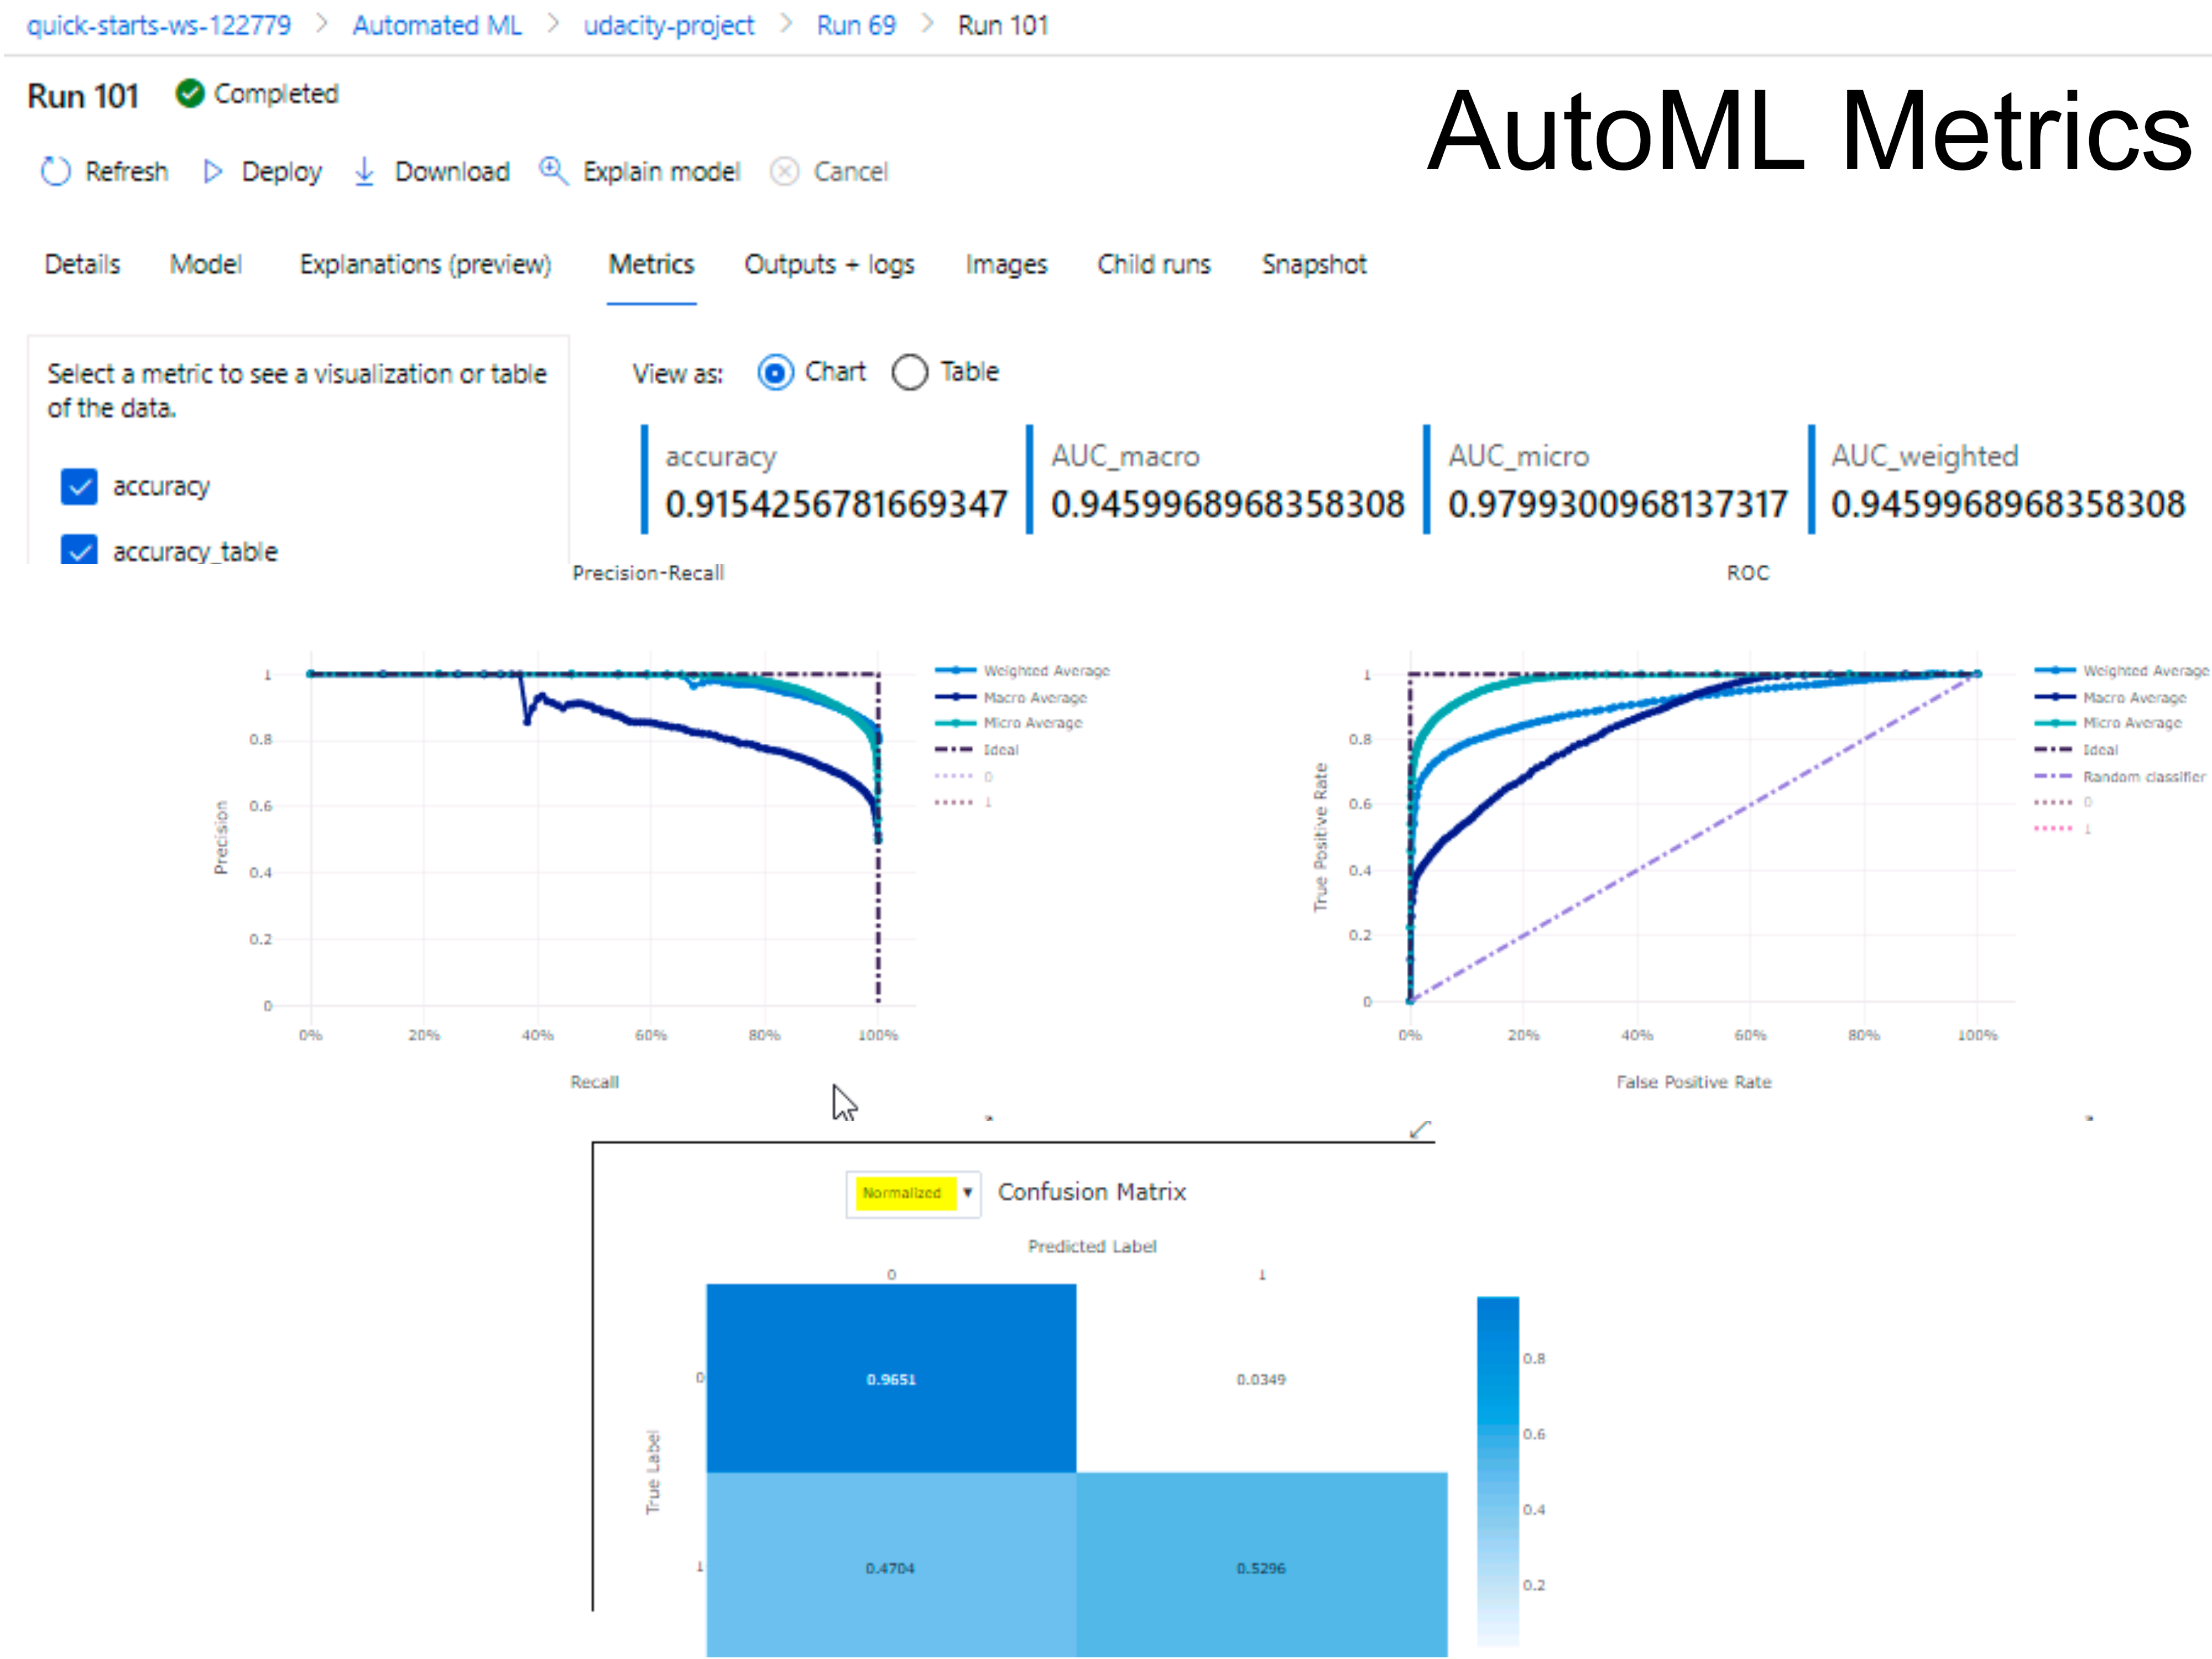 quick-starts-ws-122779 > Automated ML > udacity-project > Run 69 > Run 101
Run 101 Completed
AutoML Metrics
Refresh Deploy Download Explain model Cancel
Details Model Explanations (preview) Metrics Outputs + logs Images Child runs Snapshot
Select a metric to see a visualization or table
of the data.
accuracy
accuracy_table
View as: Chart Table
accuracy
0.9154256781669347
AUC_macro
0.9459968968358308
AUC_micro
0.9799300968137317
AUC_weighted
0.9459968968358308
Precision-Recall
1
0.8
0.6
0.4
0.2
0
Precision
0% 20% 40% 60% 80% 100%
Recall
Weighted Average
Macro Average
Micro Average
Ideal
0
1
ROC
1
0.8
0.6
0.4
0.2
0
True Positive Rate
0% 20% 40% 60% 80% 100%
False Positive Rate
Weighted Average
Macro Average
Micro Average
Ideal
Random classifier
0
1
Normalized Confusion Matrix
Predicted Label
0 1
True Label
0 0.9651 0.0349
1 0.4704 0.5296
0.8
0.6
0.4
0.2